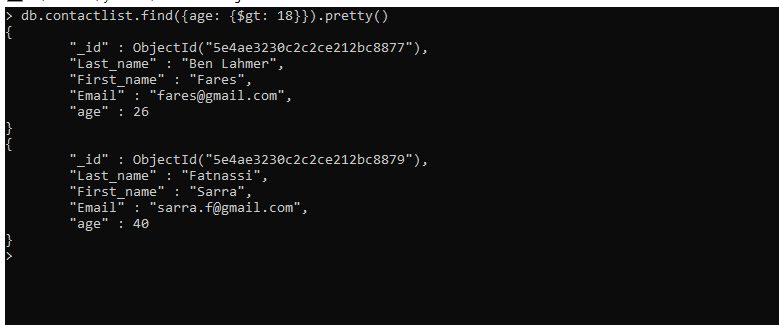 > db.contactlist.find({age: {$gt: 18}}).pretty()
{
        "_id" : ObjectId("5e4ae3230c2c2ce212bc8877"),
        "Last_name" : "Ben Lahmer",
        "First_name" : "Fares",
        "Email" : "fares@gmail.com",
        "age" : 26
}
{
        "_id" : ObjectId("5e4ae3230c2c2ce212bc8879"),
        "Last_name" : "Fatnassi",
        "First_name" : "Sarra",
        "Email" : "sarra.f@gmail.com",
        "age" : 40
}
>